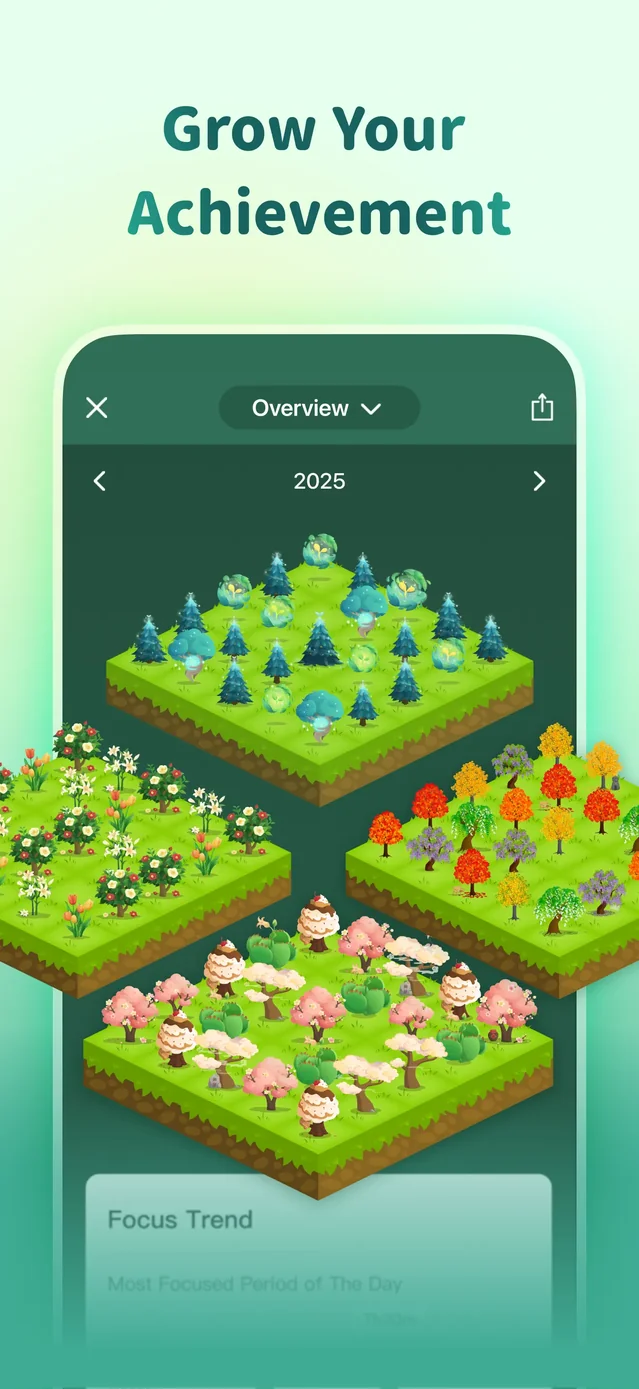 Grow Your
Achievement
Overview
2025
Focus Trend
Most Focused Period of The Day